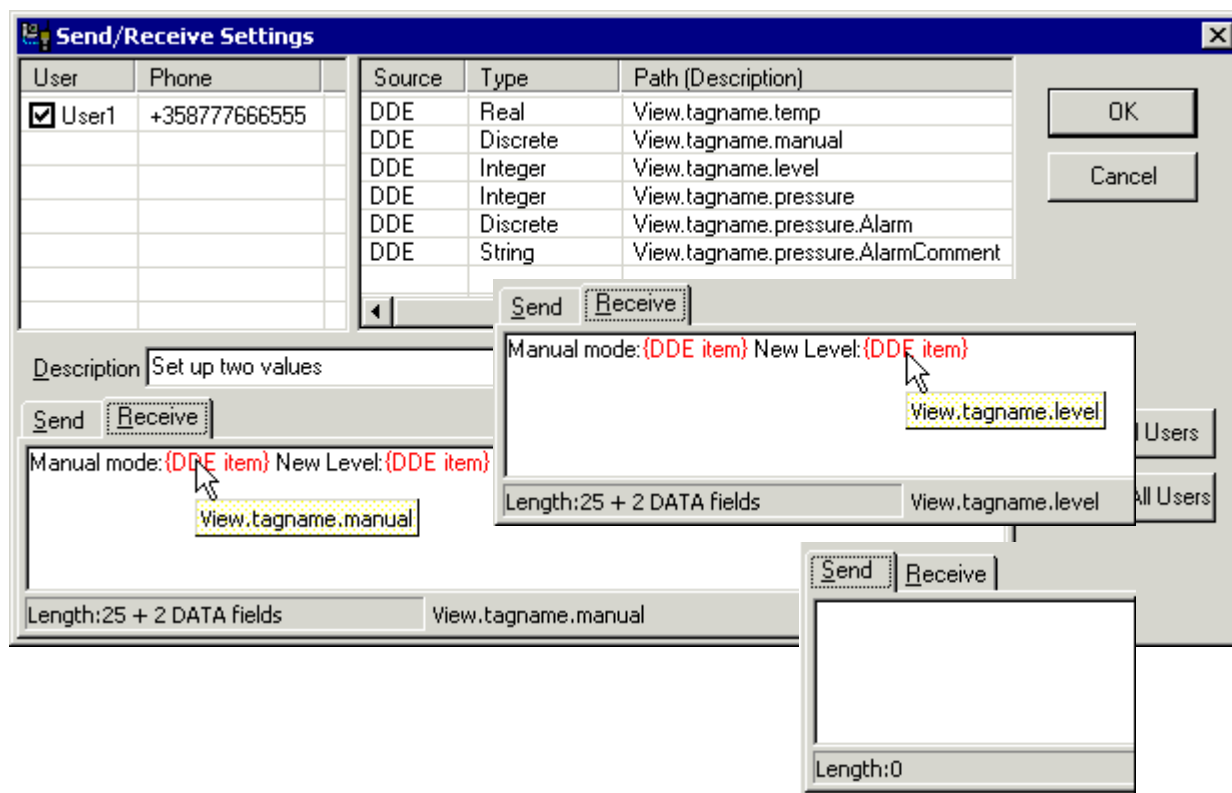 Send/Receive Settings
User Phone
User1 +358777666555
Source Type Path (Description)
DDE Real View.tagname.temp
DDE Discrete View.tagname.manual
DDE Integer View.tagname.level
DDE Integer View.tagname.pressure
DDE Discrete View.tagname.pressure.Alarm
DDE String View.tagname.pressure.AlarmComment
OK
Cancel
Description Set up two values
Send Receive
Manual mode:{DDE item} New Level:{DDE item}
View.tagname.manual
Length:25 + 2 DATA fields View.tagname.manual
Send Receive
Manual mode:{DDE item} New Level:{DDE item}
View.tagname.level
Length:25 + 2 DATA fields View.tagname.level
Users
All Users
Send Receive
Length:0